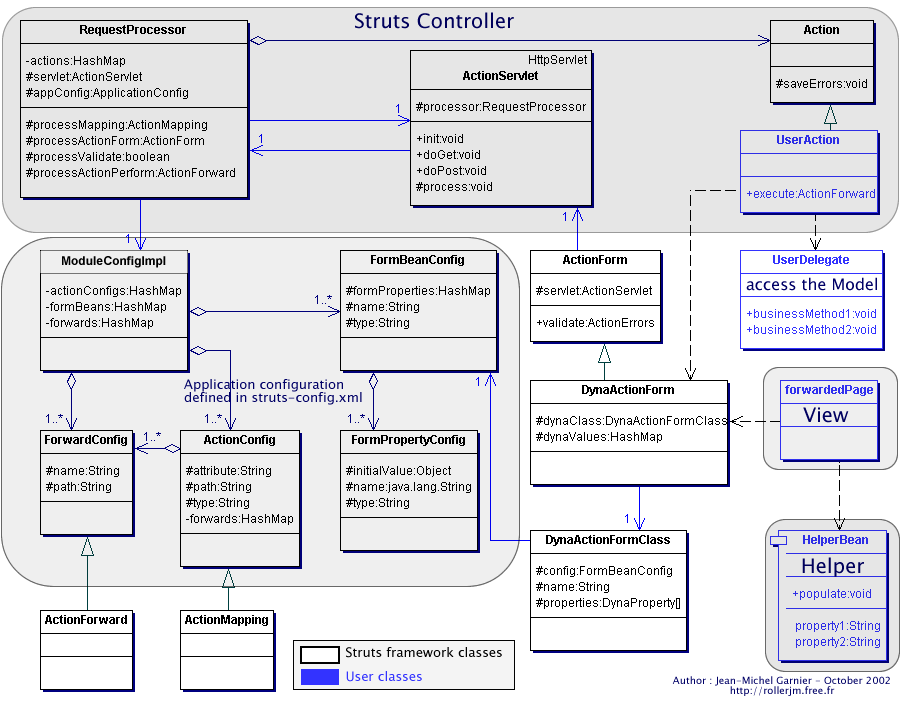 Struts Controller
RequestProcessor
-actions:HashMap
#servlet:ActionServlet
#appConfig:ApplicationConfig
#processMapping:ActionMapping
#processActionForm:ActionForm
#processValidate:boolean
#processActionPerform:ActionForward
1
1
HttpServlet
ActionServlet
#processor:RequestProcessor
+init:void
+doGet:void
+doPost:void
#process:void
Action
#saveErrors:void
UserAction
+execute:ActionForward
1
1
ModuleConfigImpl
-actionConfigs:HashMap
-formBeans:HashMap
-forwards:HashMap
1..*
FormBeanConfig
#formProperties:HashMap
#name:String
#type:String
ActionForm
#servlet:ActionServlet
+validate:ActionErrors
UserDelegate
access the Model
+businessMethod1:void
+businessMethod2:void
Application configuration
defined in struts-config.xml
1
1..*
1..*
1..*
1..*
ForwardConfig
#name:String
#path:String
ActionConfig
#attribute:String
#path:String
#type:String
-forwards:HashMap
FormPropertyConfig
#initialValue:Object
#name:java.lang.String
#type:String
DynaActionForm
#dynaClass:DynaActionFormClass
#dynaValues:HashMap
forwardedPage
View
1
DynaActionFormClass
#config:FormBeanConfig
#name:String
#properties:DynaProperty[]
HelperBean
Helper
+populate:void
property1:String
property2:String
ActionForward
ActionMapping
Struts framework classes
User classes
Author : Jean-Michel Garnier - October 2002
http://rollerjm.free.fr